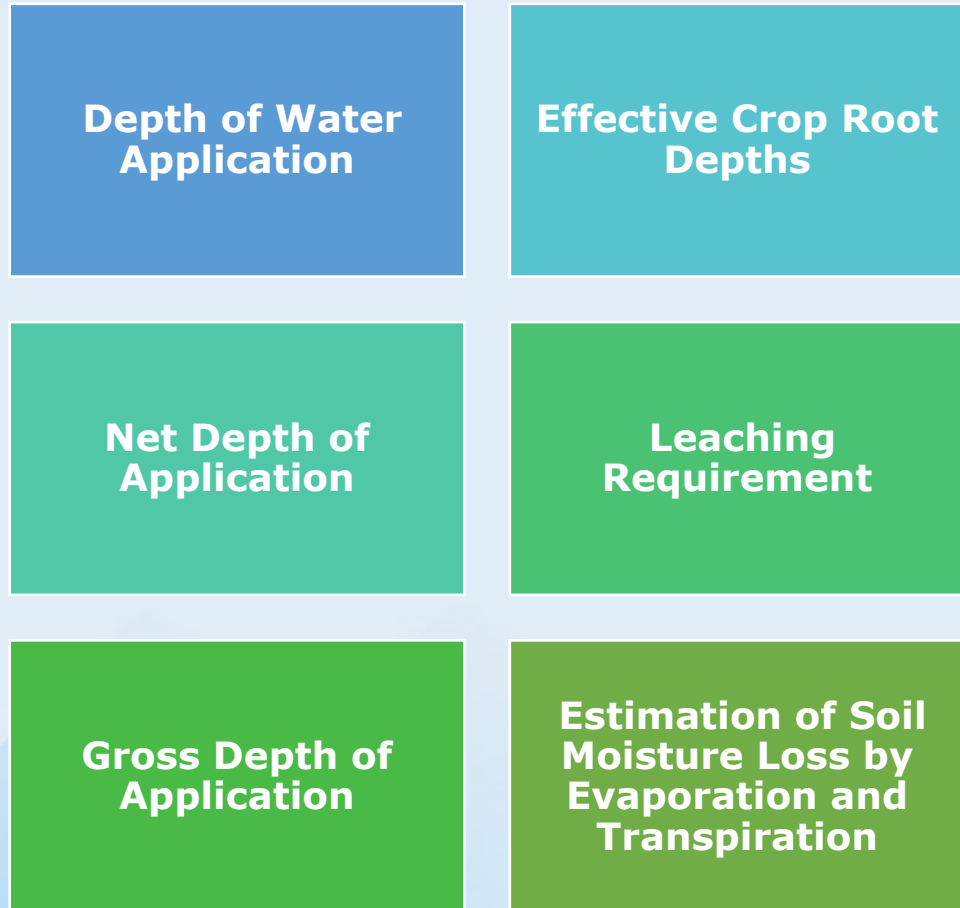 Depth of Water
Application
Effective Crop Root
Depths
Net Depth of
Application
Leaching
Requirement
Gross Depth of
Application
Estimation of Soil
Moisture Loss by
Evaporation and
Transpiration